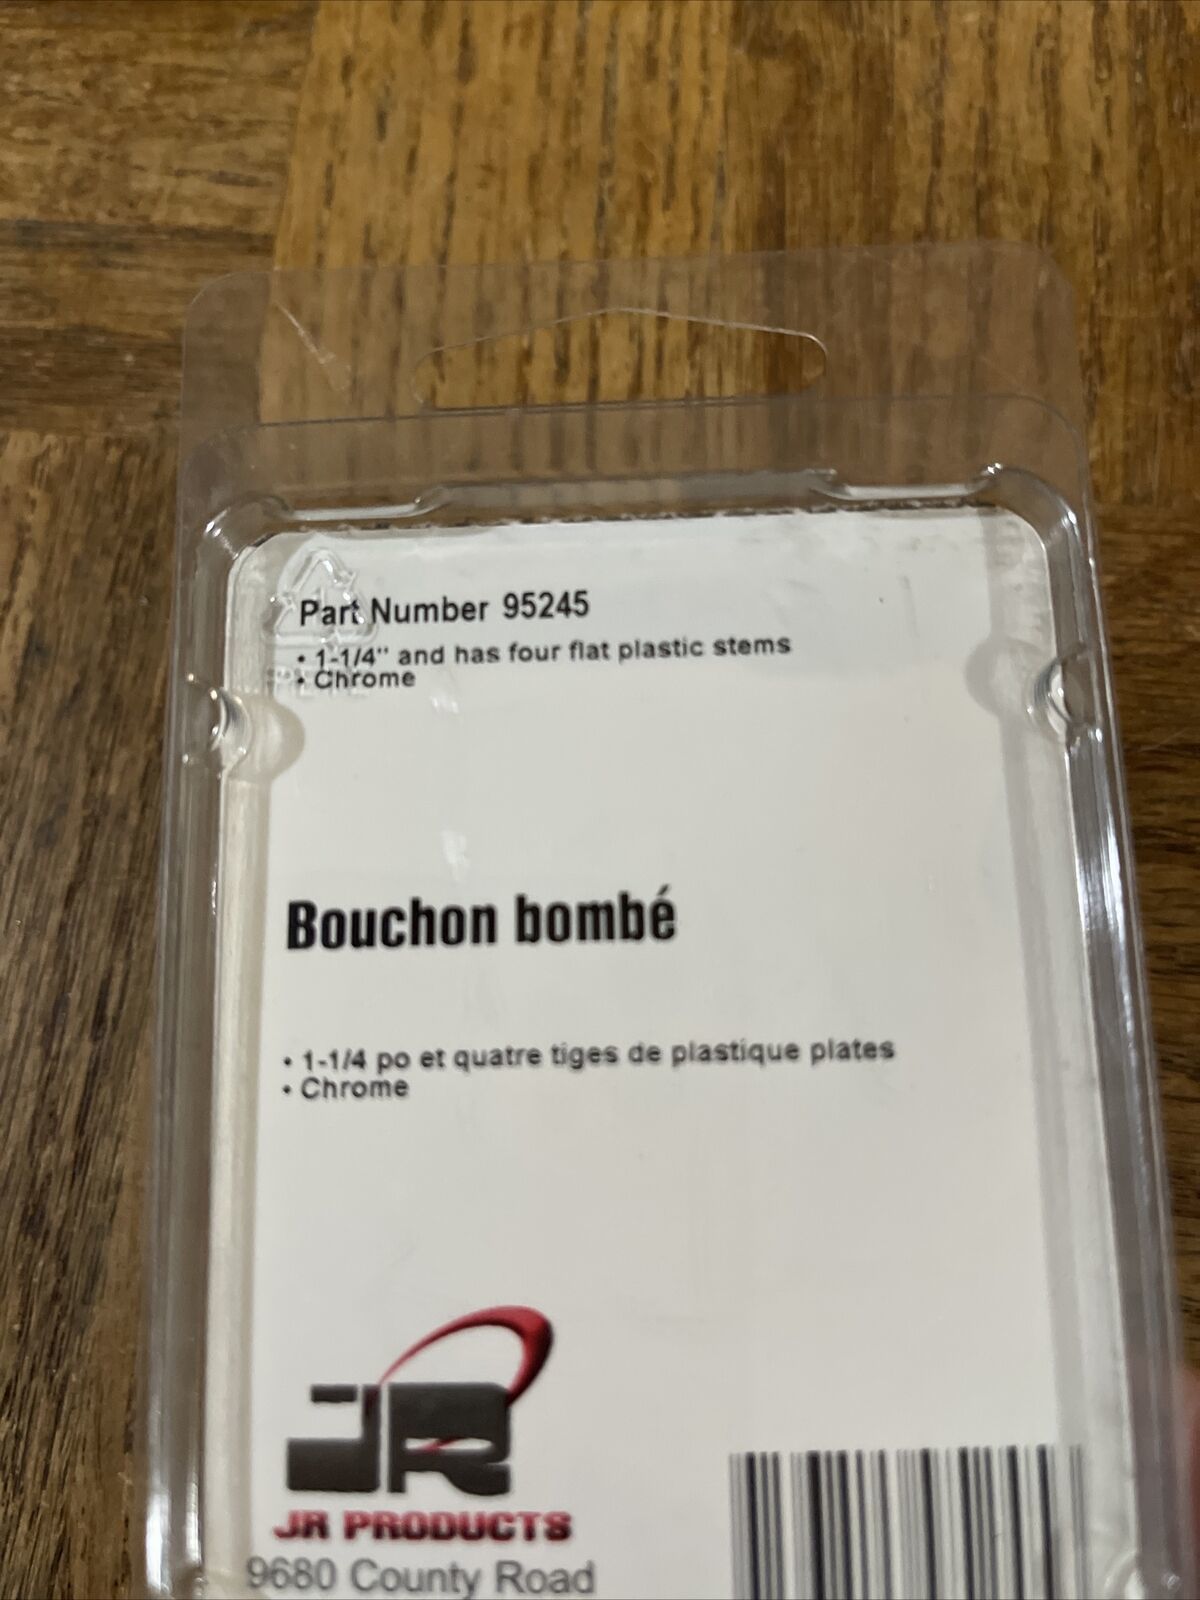 Part Number 95245
• 1-1/4" and has four flat plastic stems
• Chrome
Bouchon bombé
• 1-1/4 po et quatre tiges de plastique plates
• Chrome
JR
JR PRODUCTS
9680 County Road